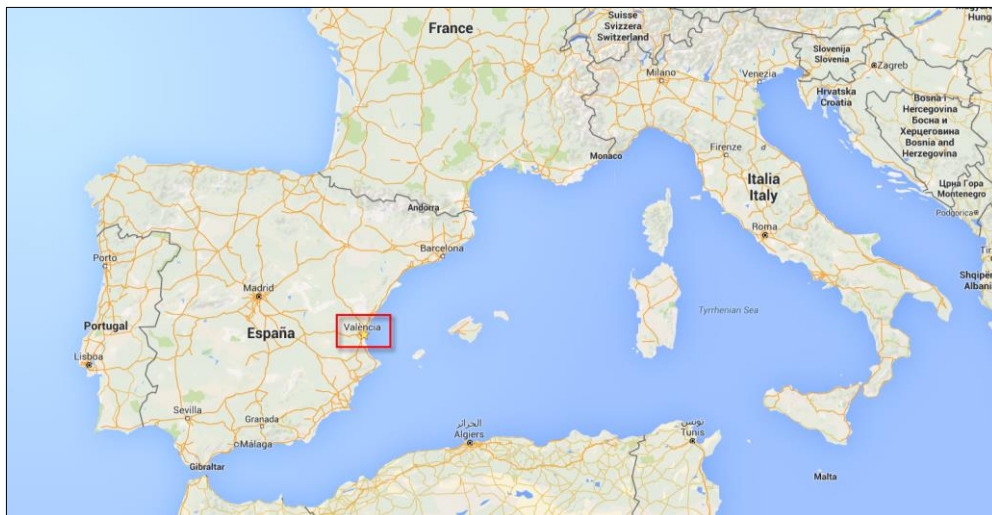 France
Suisse
Svizzera
Switzerland
Milano
Venezia
Slovenija
Slovenia
Zagreb
Hrvatska
Croatia
Bosna i
Hercegovina
Босна и
Херцеговина
Bosnia and
Herzegovina
Црна Гора
Montenegro
Podgorica
Monaco
Firenze
Italia
Italy
Roma
Andorra
Barcelona
Porto
Madrid
Portugal
España
Valencia
Lisboa
Tyrrhenian Sea
Sevilla
Granada
Málaga
Gibraltar
الجزائر
Algiers
تونس
Tunis
Malta